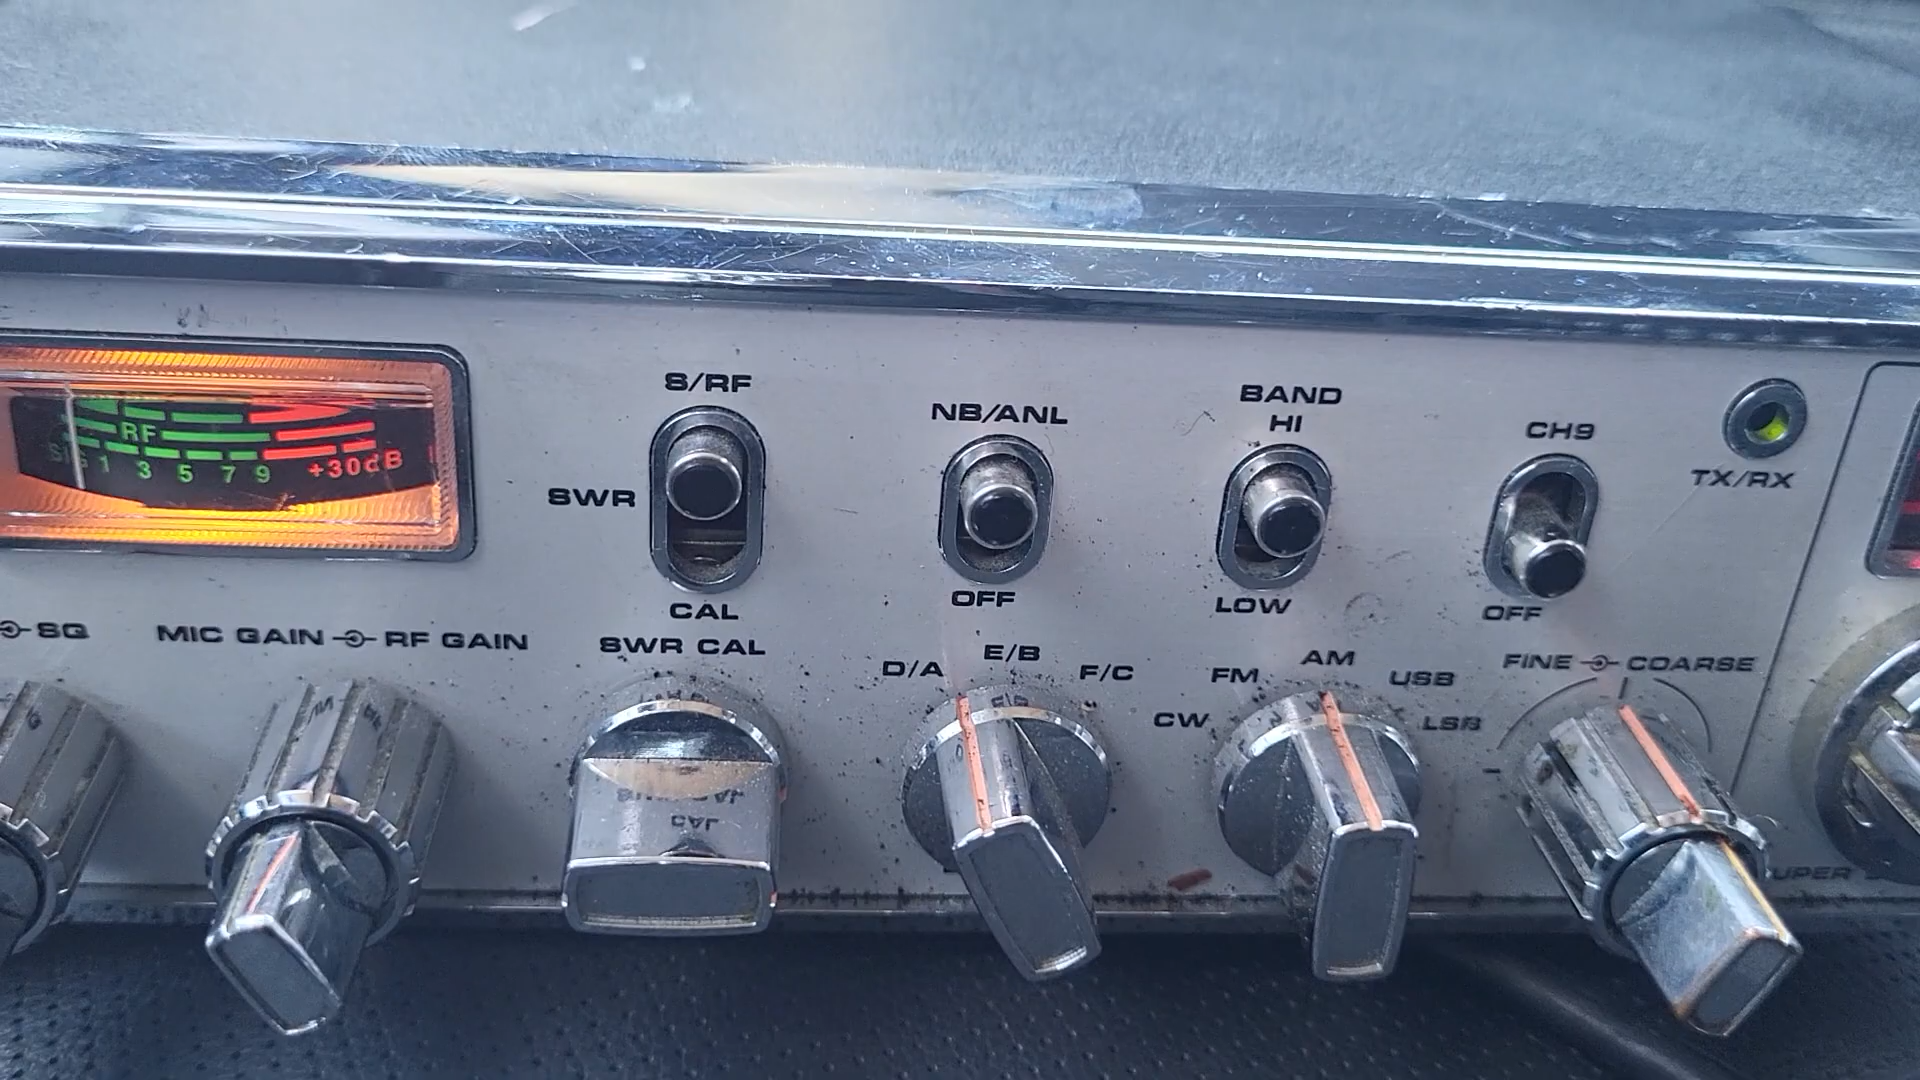 RF
SIG 1 3 5 7 9 +30dB
S/RF
SWR
CAL
NB/ANL
OFF
BAND
HI
LOW
CH9
OFF
TX/RX
SQ
MIC GAIN RF GAIN
SWR CAL
D/A E/B F/C
CW FM AM USB LSB
FINE COARSE
-